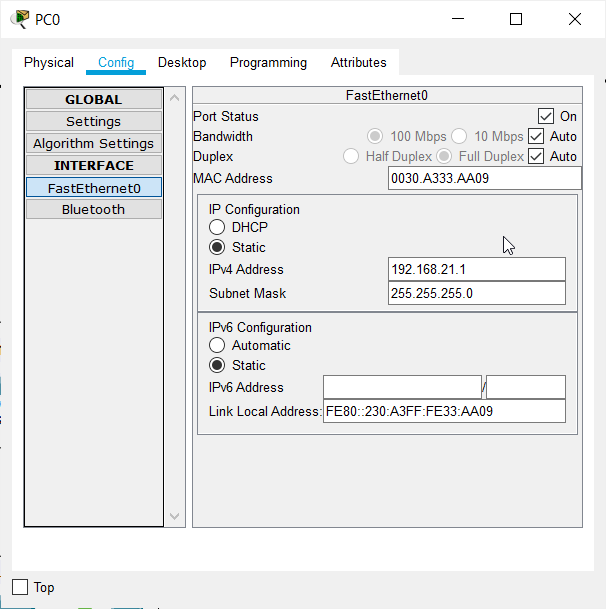 PC0
Physical Config Desktop Programming Attributes
GLOBAL
Settings
Algorithm Settings
INTERFACE
FastEthernet0
Bluetooth
FastEthernet0
Port Status On
Bandwidth 100 Mbps 10 Mbps Auto
Duplex Half Duplex Full Duplex Auto
MAC Address 0030.A333.AA09
IP Configuration
DHCP
Static
IPv4 Address 192.168.21.1
Subnet Mask 255.255.255.0
IPv6 Configuration
Automatic
Static
IPv6 Address /
Link Local Address: FE80::230:A3FF:FE33:AA09
Top